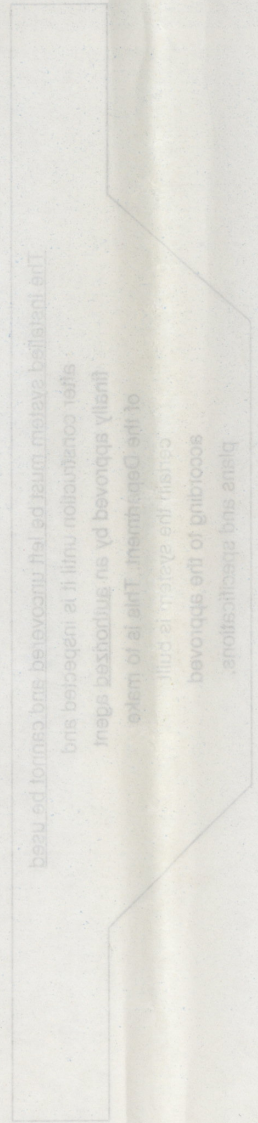 The installed system must be left uncovered and cannot be used
after construction until it is inspected and
finally approved by an authorized agent
of the Department. This is to make
certain the system is built
according to the approved
plans and specifications.